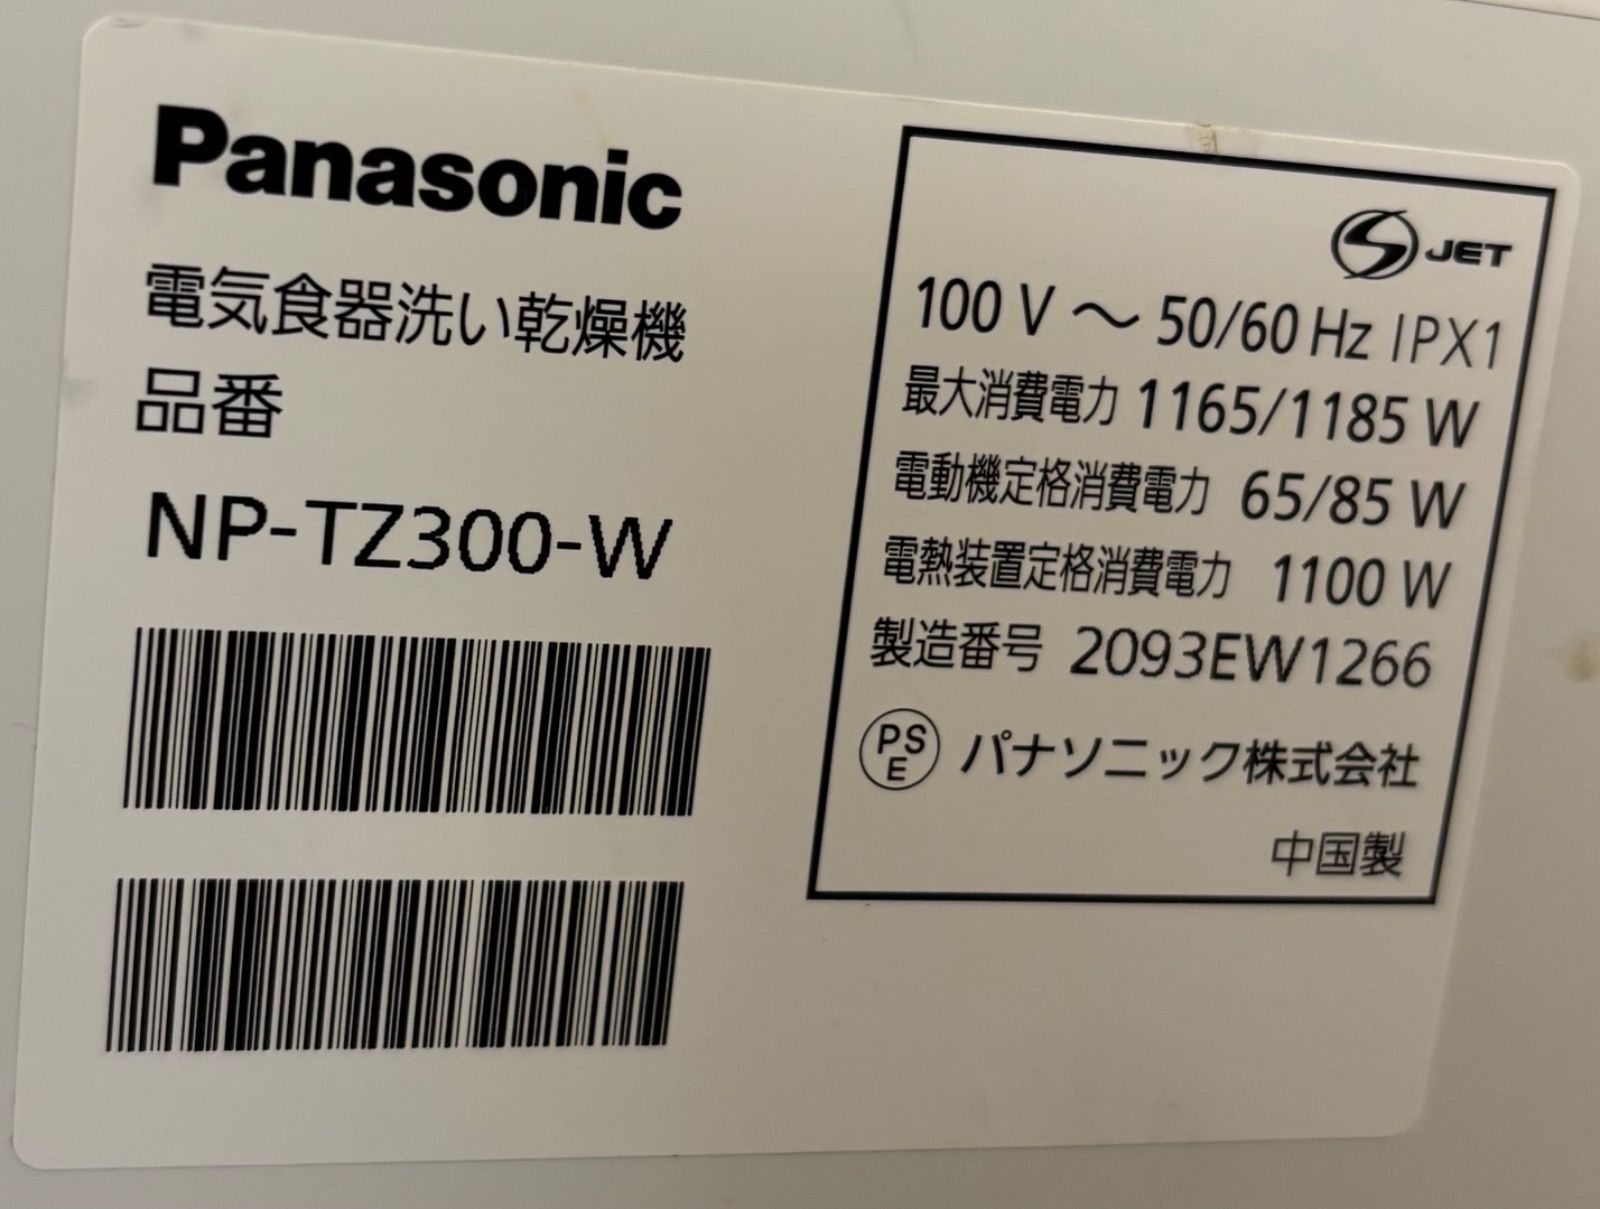 Panasonic
電気食器洗い乾燥機
品番
NP-TZ300-W
JET
100 V ～ 50/60 Hz IPX1
最大消費電力 1165/1185 W
電動機定格消費電力 65/85 W
電熱装置定格消費電力 1100 W
製造番号 2093EW1266
PSE パナソニック株式会社
中国製